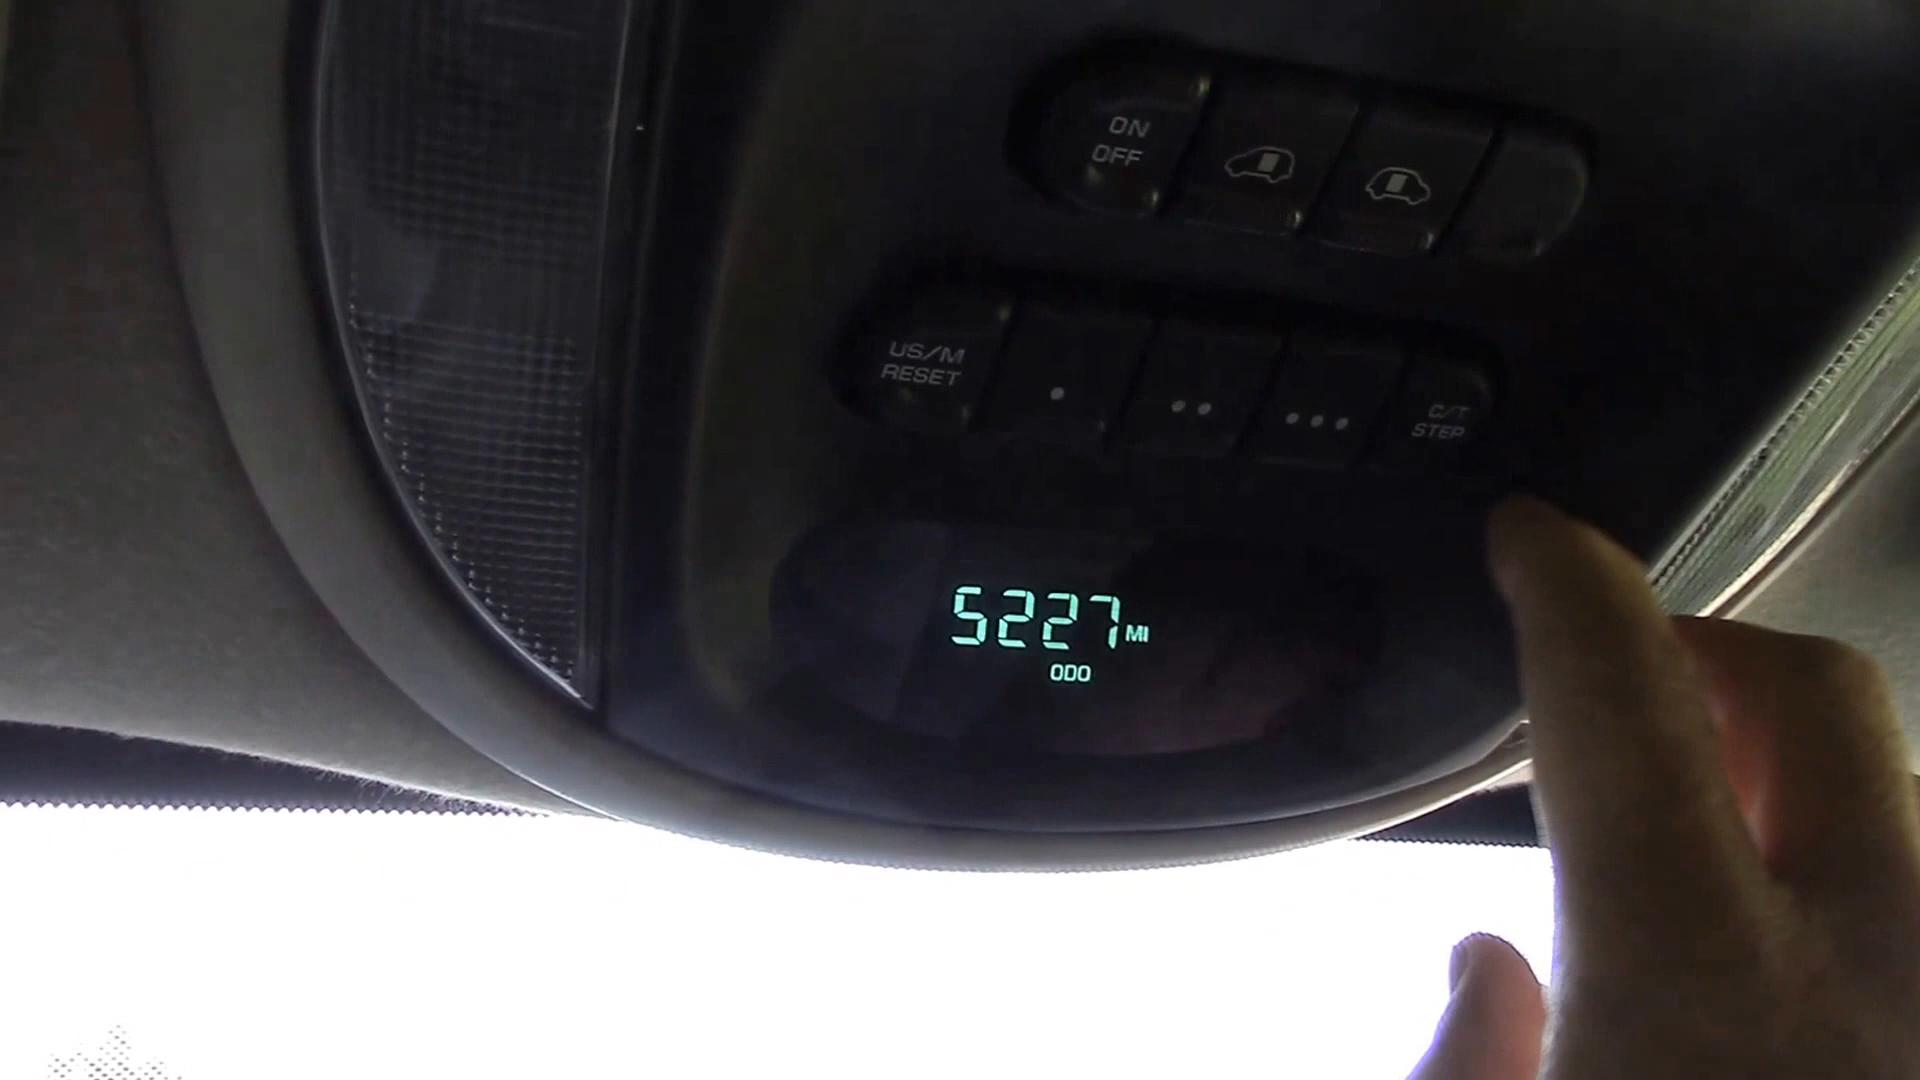 ON
OFF
US/M
RESET
C/T
STEP
5227 MI
ODO